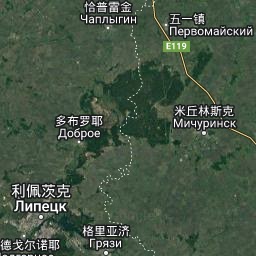 恰普雷金
Чаплыгин
五一镇
Первомайский
E119
多布罗耶
Доброе
米丘林斯克
Мичуринск
利佩茨克
Липецк
格里亚济
Грязи
德戈尔诺耶